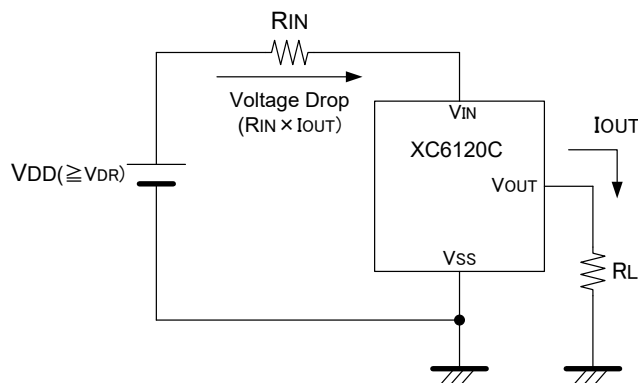 RIN
Voltage Drop
(RIN×IOUT)
VIN
IOUT
XC6120C
VDD(≧VDR)
VOUT
VSS
RL